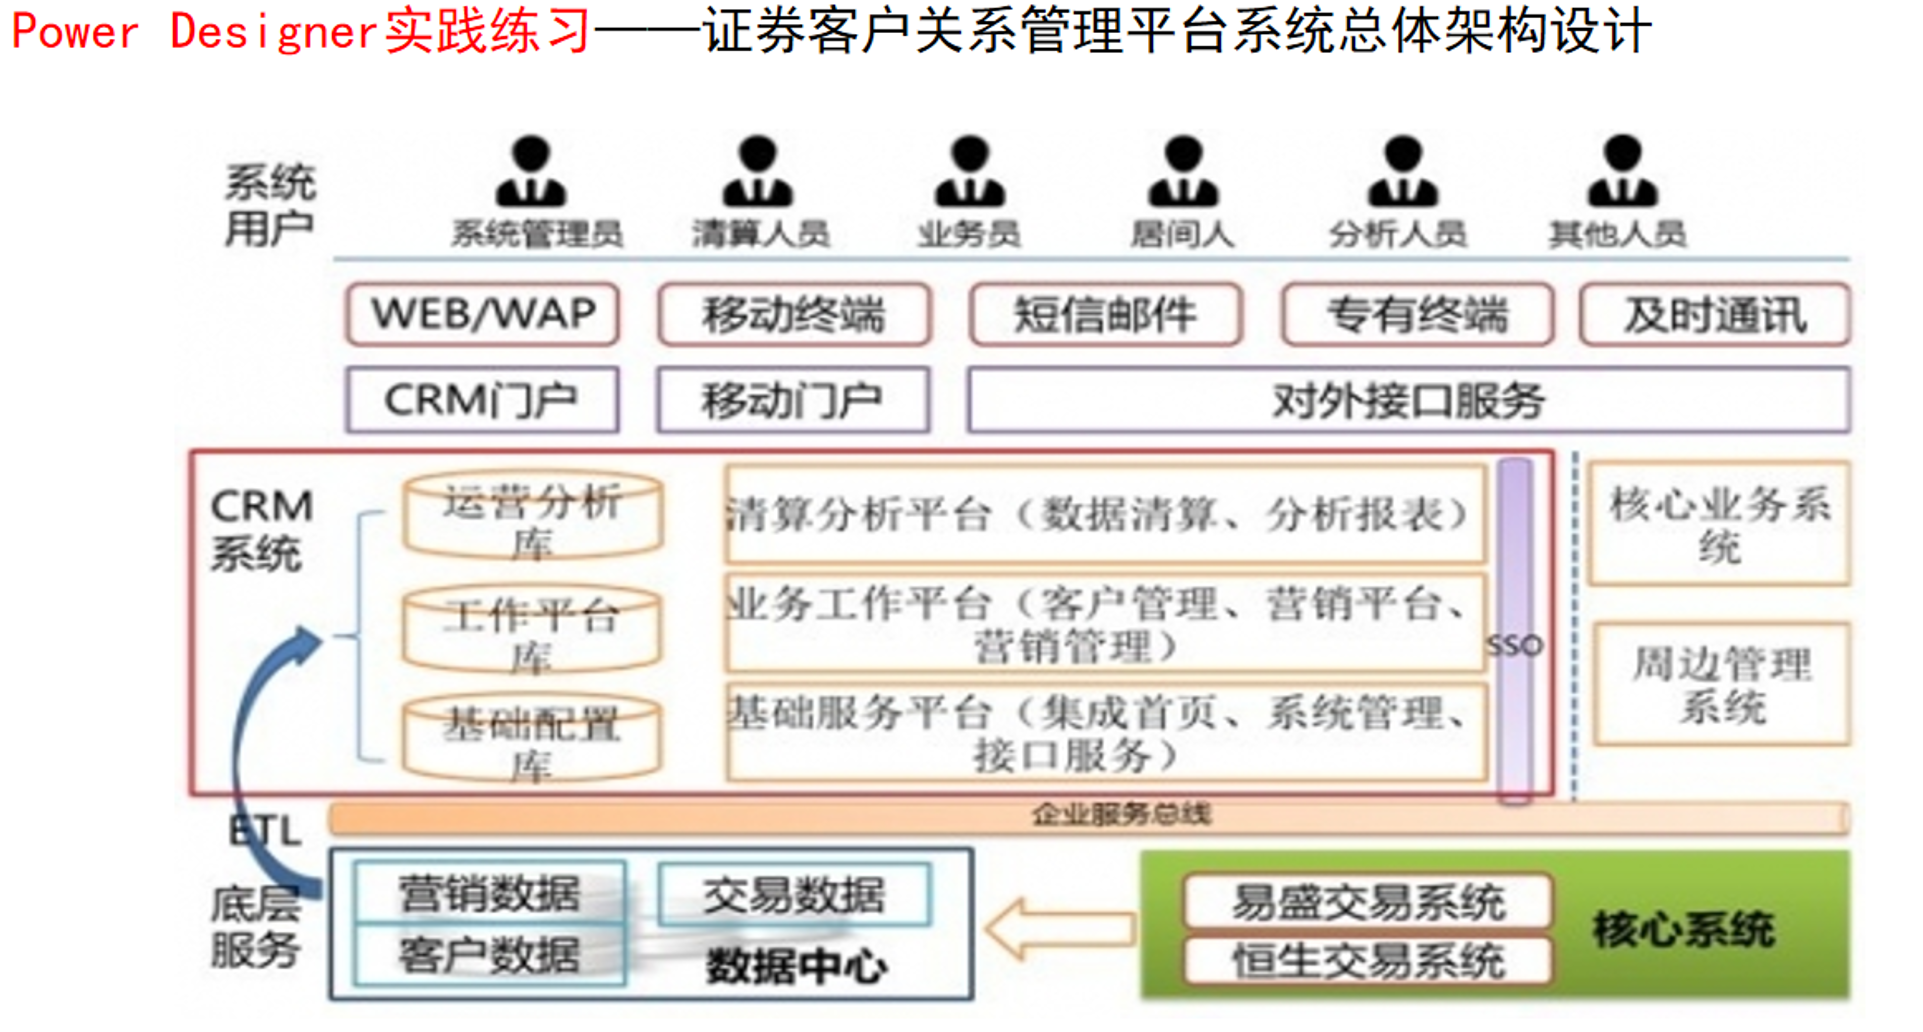 Power Designer实践练习——证券客户关系管理平台系统总体架构设计
系统
用户
系统管理员
清算人员
业务员
居间人
分析人员
其他人员
WEB/WAP
移动终端
短信邮件
专有终端
及时通讯
CRM门户
移动门户
对外接口服务
CRM
系统
运营分析
库
清算分析平台（数据清算、分析报表）
工作平台
库
业务工作平台（客户管理、营销平台、
营销管理）
基础配置
库
基础服务平台（集成首页、系统管理、
接口服务）
SSO
核心业务系
统
周边管理
系统
ETL
企业服务总线
底层
服务
营销数据
客户数据
交易数据
数据中心
易盛交易系统
恒生交易系统
核心系统